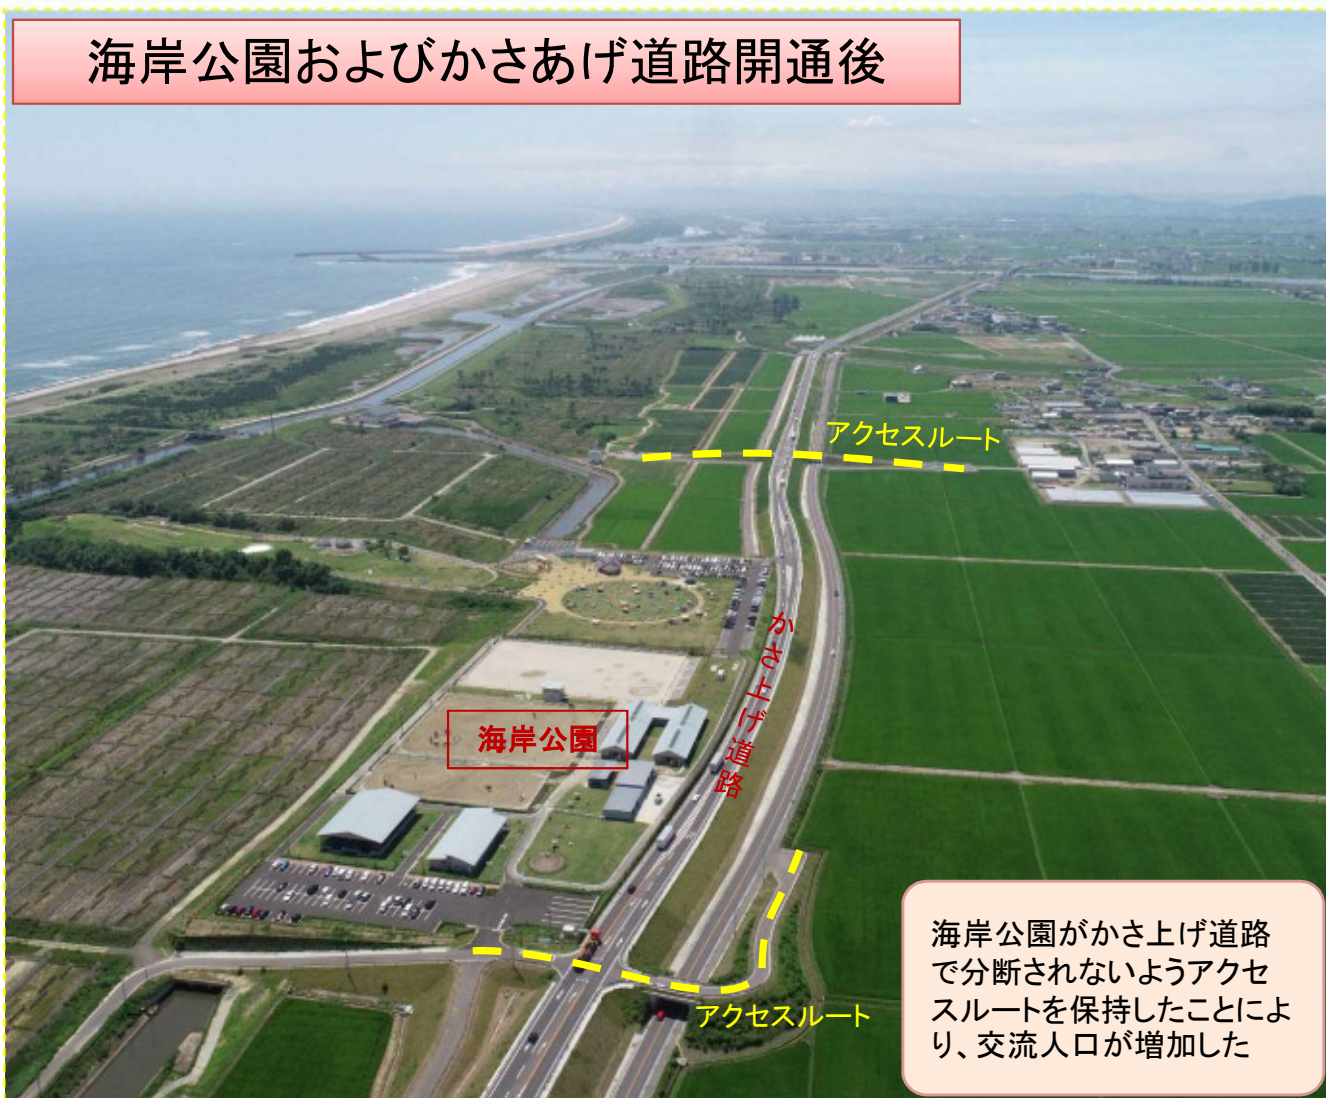 海岸公園およびかさあげ道路開通後
アクセスルート
かさ上げ道路
海岸公園
アクセスルート
海岸公園がかさ上げ道路
で分断されないようアクセ
スルートを保持したことによ
り、交流人口が増加した